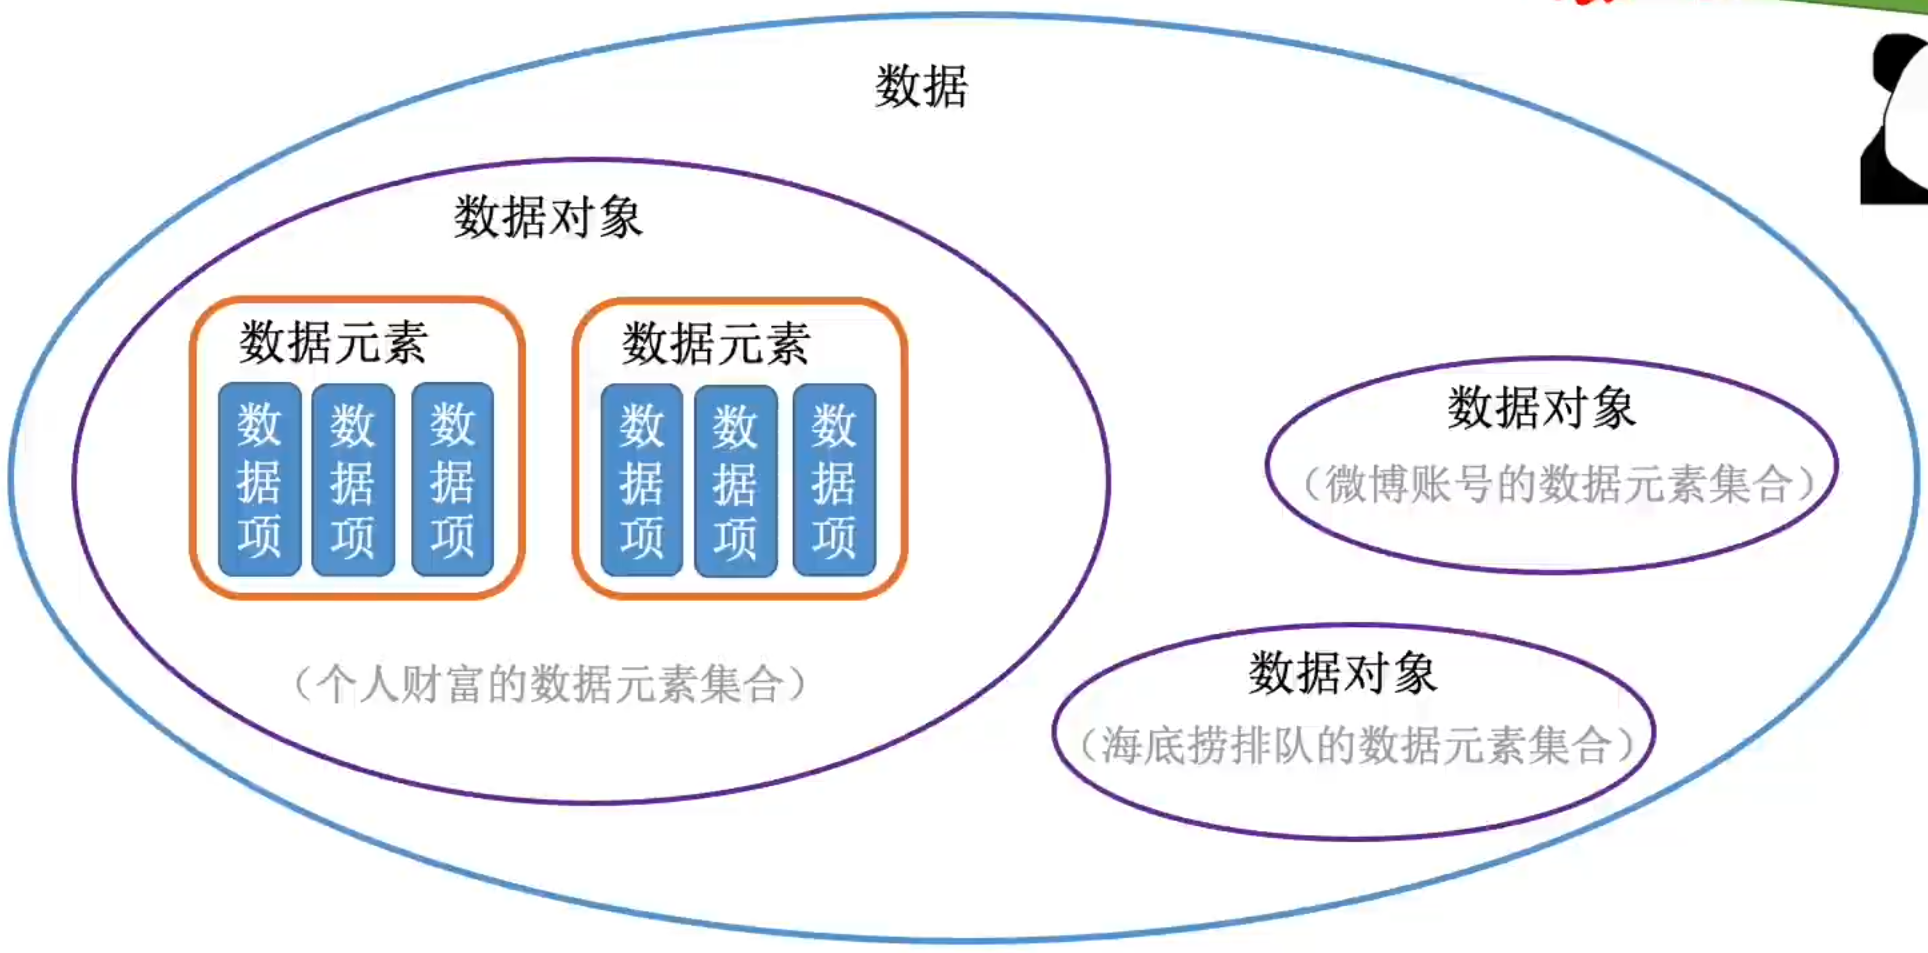 数据
数据对象
数据元素
数据项
数据项
数据项
数据元素
数据项
数据项
数据项
（个人财富的数据元素集合）
数据对象
（微博账号的数据元素集合）
数据对象
（海底捞排队的数据元素集合）